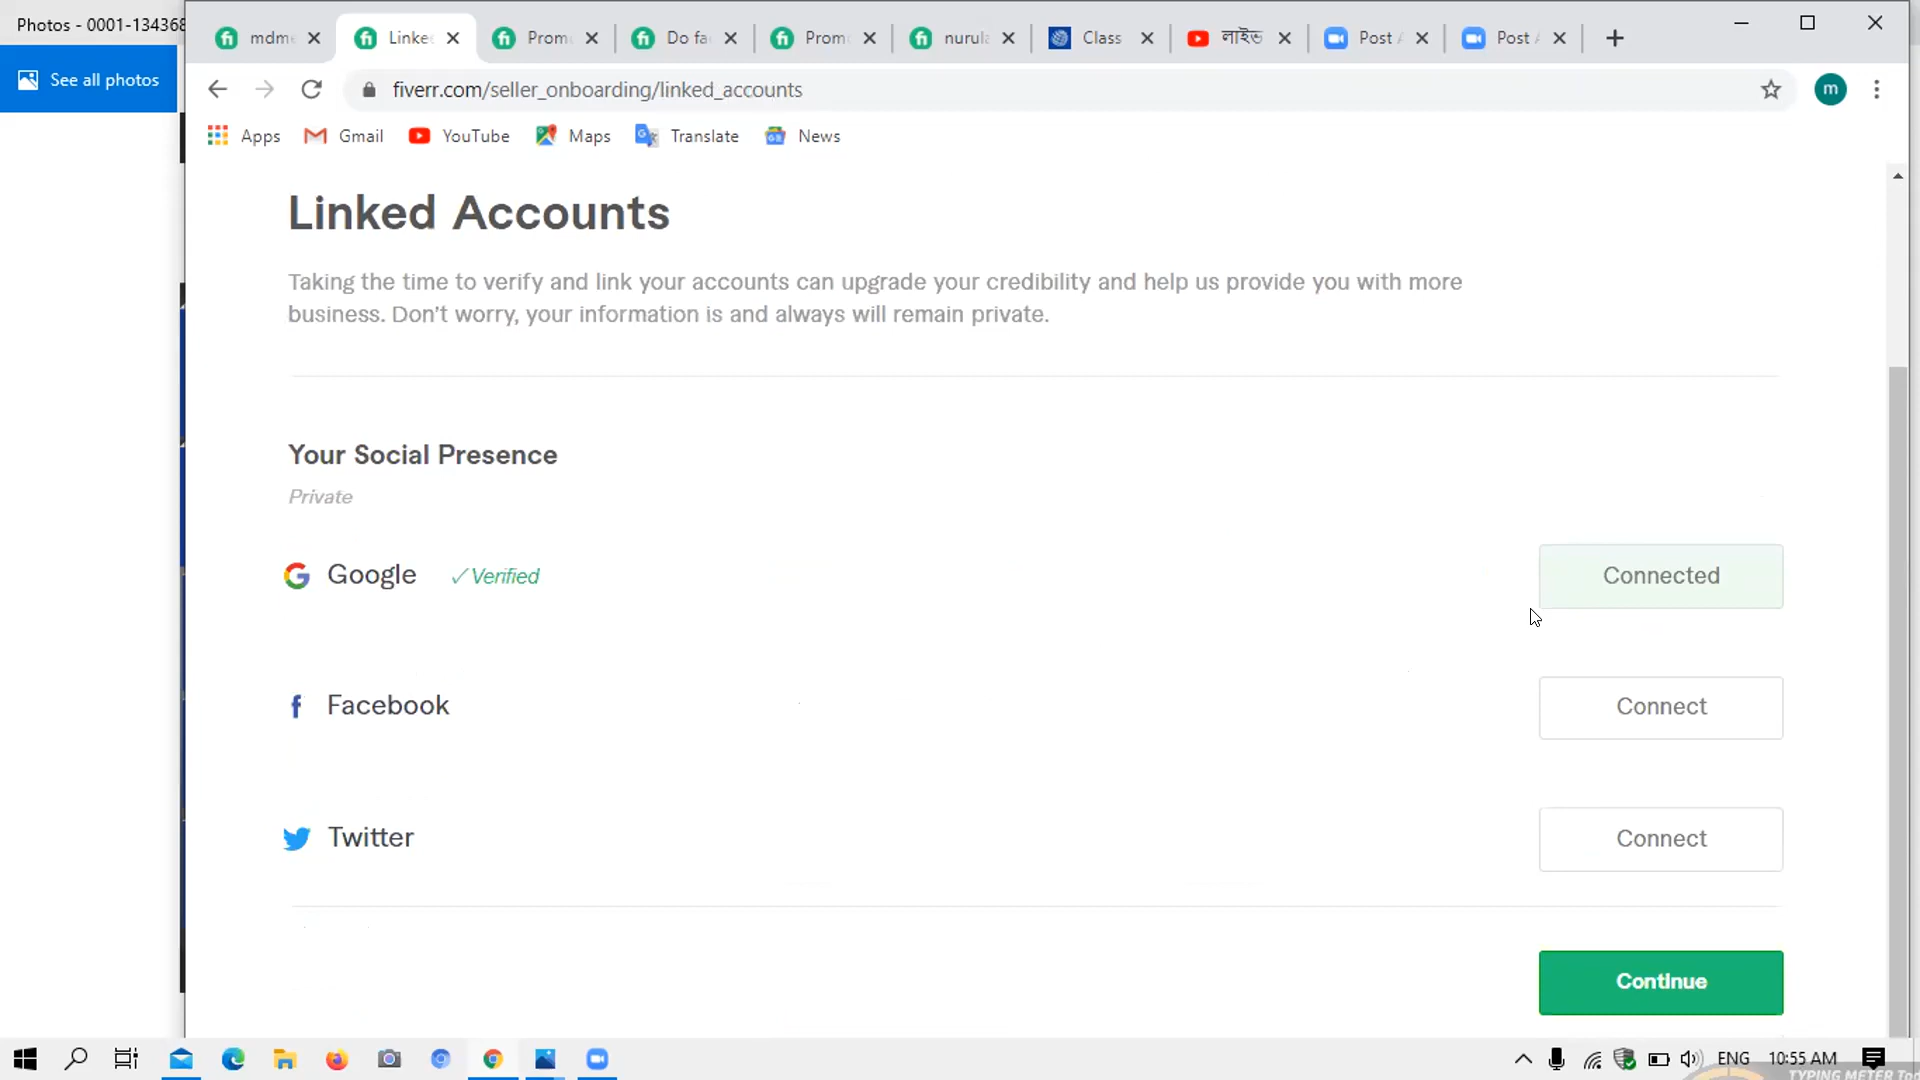 Photos - 0001-134368
See all photos
mdme
Linke
Prom
Do fa
Prom
nurul
Class
লাইভ
Post A
Post A
fiverr.com/seller_onboarding/linked_accounts
m
Apps
Gmail
YouTube
Maps
Translate
News
Linked Accounts
Taking the time to verify and link your accounts can upgrade your credibility and help us provide you with more
business. Don't worry, your information is and always will remain private.
Your Social Presence
Private
Google ✓Verified
Connected
Facebook
Connect
Twitter
Connect
Continue
ENG 10:55 AM
TYPING METER